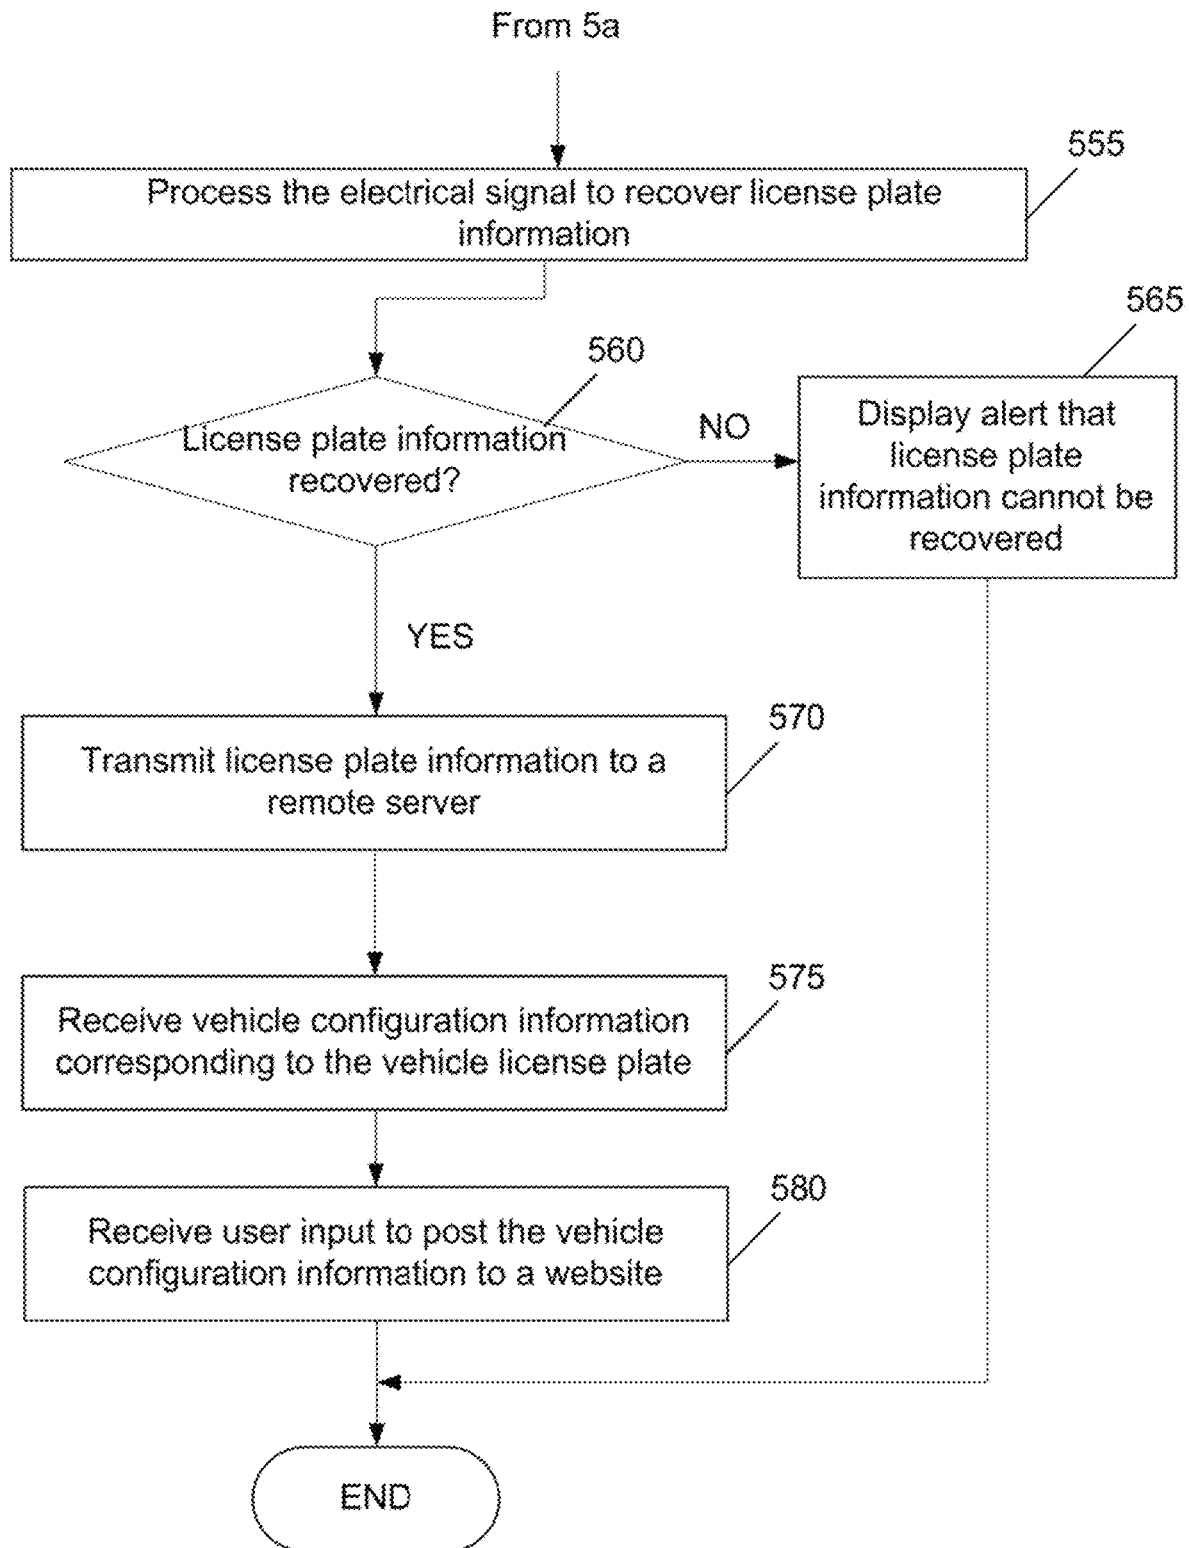 From 5a
555
Process the electrical signal to recover license plate
information
565
560
License plate information
recovered?
NO
Display alert that
license plate
information cannot be
recovered
YES
570
Transmit license plate information to a
remote server
575
Receive vehicle configuration information
corresponding to the vehicle license plate
580
Receive user input to post the vehicle
configuration information to a website
END